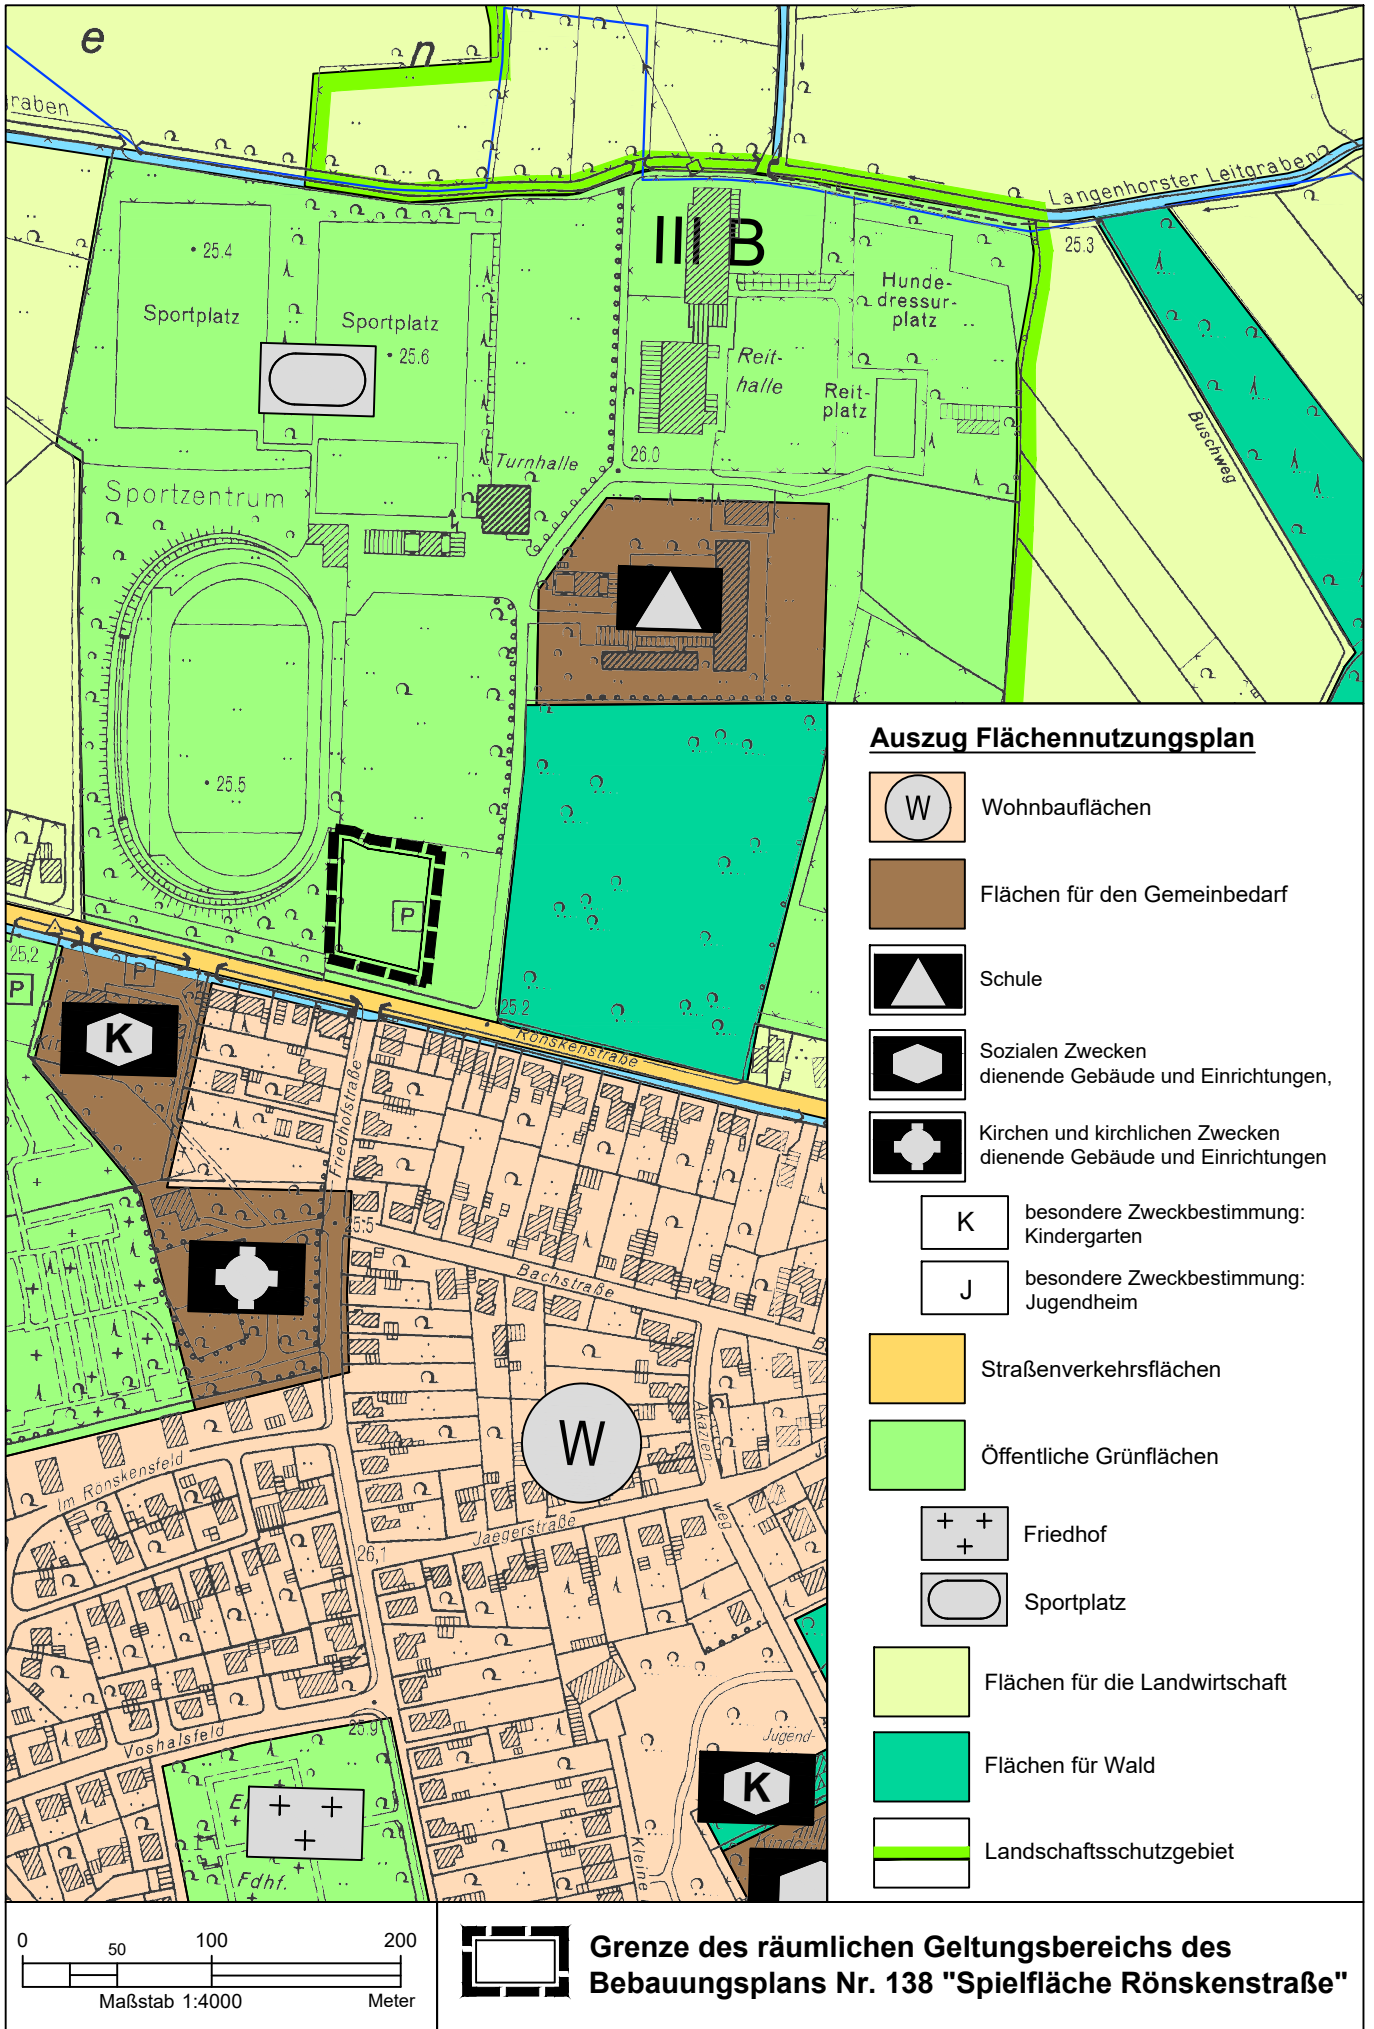 e
n
graben
Langenhorster Leitgraben
25.3
III B
25.4
Sportplatz
Sportplatz
25.6
Hunde-
dressur-
platz
Reit-
halle
Reit-
platz
Buschweg
26.0
Turnhalle
Sportzentrum
25.5
P
25,2
P
P
25 2
Rönskenstraße
K
Friedhofstraße
25.5
Bachstraße
W
Akazien-
weg
Im Rönskensfeld
Jaegerstraße
26,1
Voshalsfeld
25.9
Jugend-
K
Kleine
Fdhf.
Auszug Flächennutzungsplan
W
Wohnbauflächen
Flächen für den Gemeinbedarf
Schule
Sozialen Zwecken
dienende Gebäude und Einrichtungen,
Kirchen und kirchlichen Zwecken
dienende Gebäude und Einrichtungen
K
besondere Zweckbestimmung:
Kindergarten
J
besondere Zweckbestimmung:
Jugendheim
Straßenverkehrsflächen
Öffentliche Grünflächen
Friedhof
Sportplatz
Flächen für die Landwirtschaft
Flächen für Wald
Landschaftsschutzgebiet
0 50 100 200
Maßstab 1:4000 Meter
Grenze des räumlichen Geltungsbereichs des
Bebauungsplans Nr. 138 "Spielfläche Rönskenstraße"